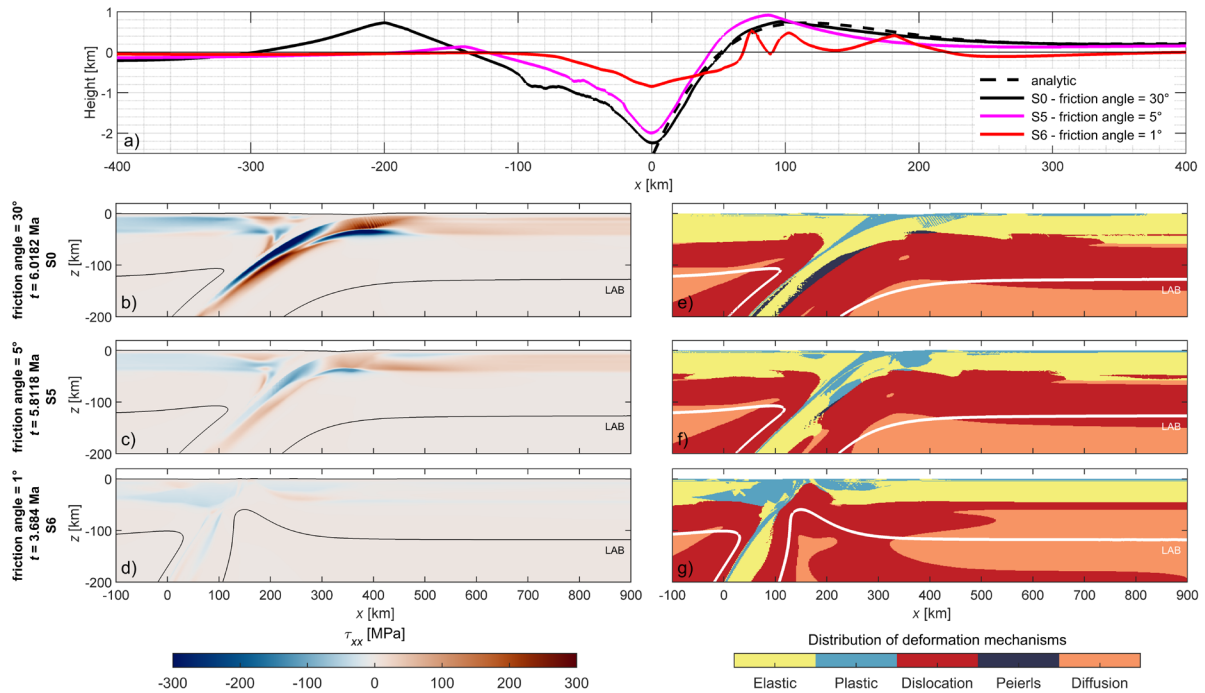 1
0
-1
-2
Height [km]
a)
analytic
S0 - friction angle = 30°
S5 - friction angle = 5°
S6 - friction angle = 1°
-400 -300 -200 -100 0 100 200 300 400
x [km]
friction angle = 30°
t = 6.0182 Ma
S0
z [km]
0
-100
-200
b)
LAB
e)
LAB
friction angle = 5°
t = 5.8118 Ma
S5
z [km]
0
-100
-200
c)
LAB
f)
LAB
friction angle = 1°
t = 3.684 Ma
S6
z [km]
0
-100
-200
d)
LAB
g)
LAB
-100 0 100 200 300 400 500 600 700 800 900
x [km]
-100 0 100 200 300 400 500 600 700 800 900
x [km]
τxx [MPa]
-300 -200 -100 0 100 200 300
Distribution of deformation mechanisms
Elastic Plastic Dislocation Peierls Diffusion